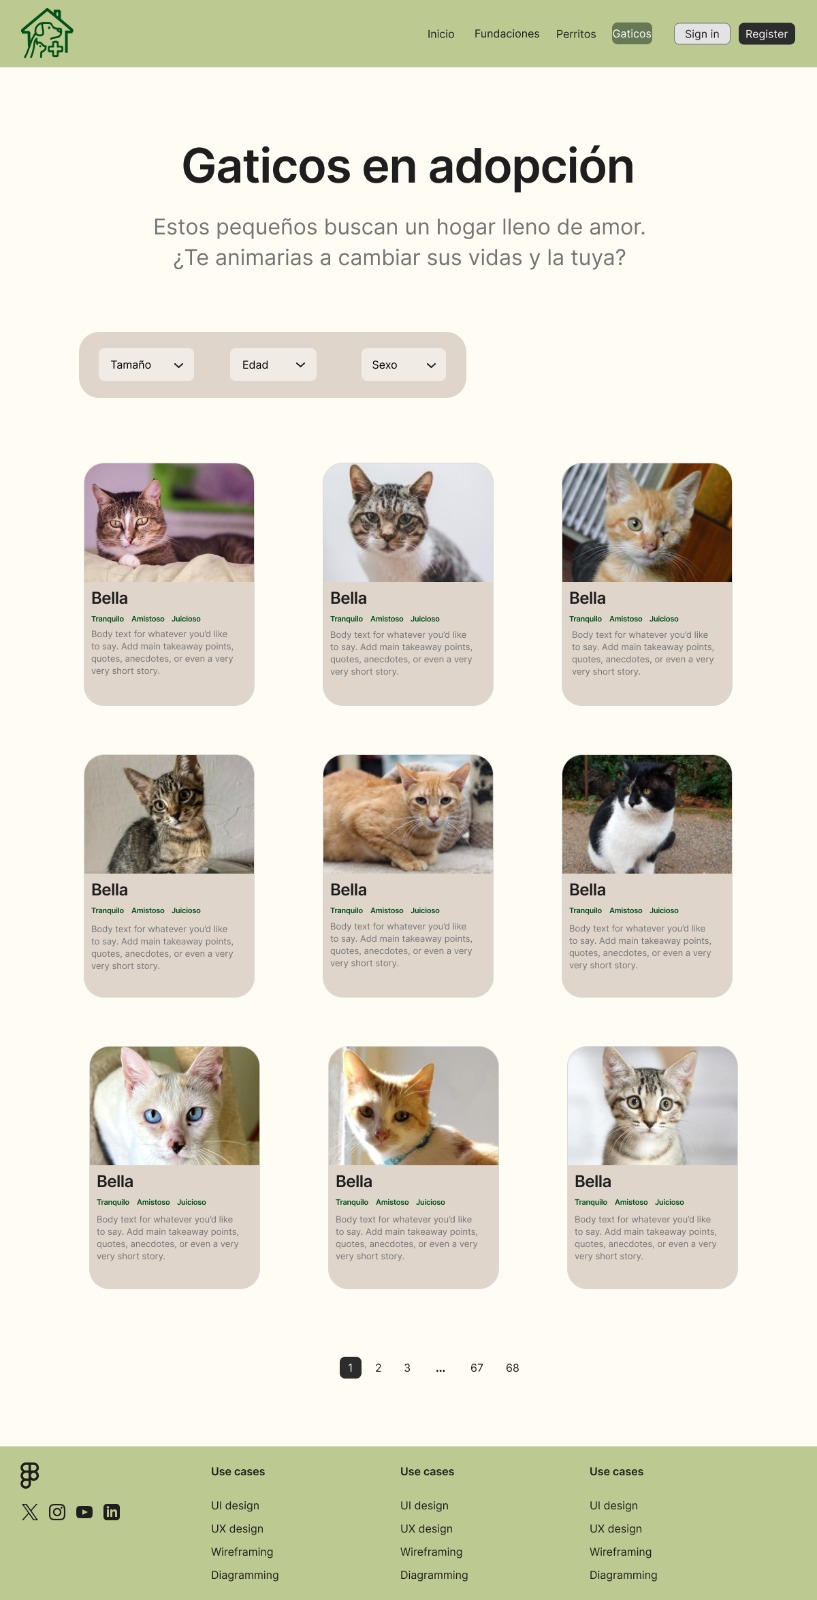 Inicio Fundaciones Perritos Gaticos Sign in Register
Gaticos en adopción
Estos pequeños buscan un hogar lleno de amor.
¿Te animarias a cambiar sus vidas y la tuya?
Tamaño Edad Sexo
Bella
Tranquilo Amistoso Juicioso
Body text for whatever you'd like
to say. Add main takeaway points,
quotes, anecdotes, or even a very
very short story.
Bella
Tranquilo Amistoso Juicioso
Body text for whatever you'd like
to say. Add main takeaway points,
quotes, anecdotes, or even a very
very short story.
Bella
Tranquilo Amistoso Juicioso
Body text for whatever you'd like
to say. Add main takeaway points,
quotes, anecdotes, or even a very
very short story.
Bella
Tranquilo Amistoso Juicioso
Body text for whatever you'd like
to say. Add main takeaway points,
quotes, anecdotes, or even a very
very short story.
Bella
Tranquilo Amistoso Juicioso
Body text for whatever you'd like
to say. Add main takeaway points,
quotes, anecdotes, or even a very
very short story.
Bella
Tranquilo Amistoso Juicioso
Body text for whatever you'd like
to say. Add main takeaway points,
quotes, anecdotes, or even a very
very short story.
Bella
Tranquilo Amistoso Juicioso
Body text for whatever you'd like
to say. Add main takeaway points,
quotes, anecdotes, or even a very
very short story.
Bella
Tranquilo Amistoso Juicioso
Body text for whatever you'd like
to say. Add main takeaway points,
quotes, anecdotes, or even a very
very short story.
Bella
Tranquilo Amistoso Juicioso
Body text for whatever you'd like
to say. Add main takeaway points,
quotes, anecdotes, or even a very
very short story.
1 2 3 ... 67 68
Use cases
UI design
UX design
Wireframing
Diagramming
Use cases
UI design
UX design
Wireframing
Diagramming
Use cases
UI design
UX design
Wireframing
Diagramming